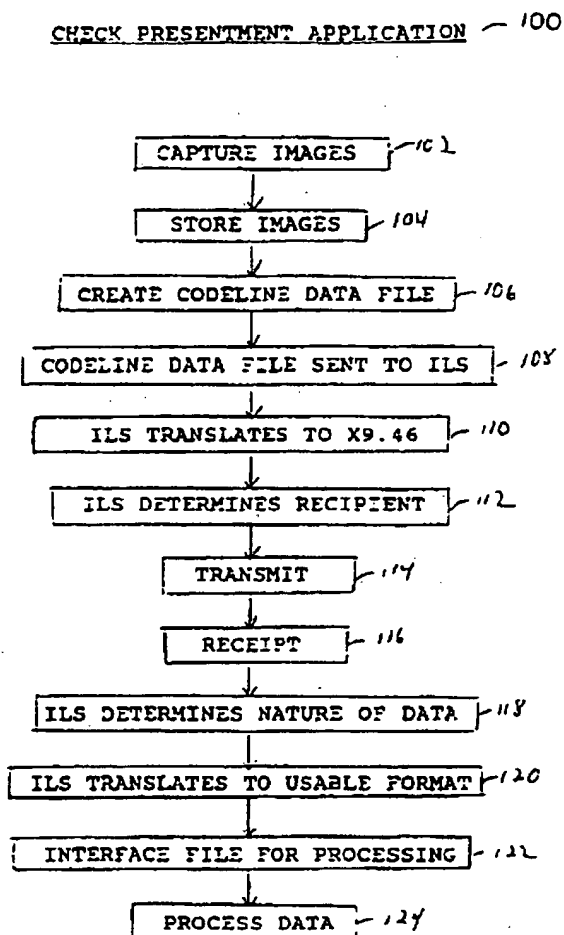 CHECK PRESENTMENT APPLICATION 100
CAPTURE IMAGES 102
STORE IMAGES 104
CREATE CODELINE DATA FILE 106
CODELINE DATA FILE SENT TO ILS 108
ILS TRANSLATES TO X9.46 110
ILS DETERMINES RECIPIENT 112
TRANSMIT 114
RECEIPT 116
ILS DETERMINES NATURE OF DATA 118
ILS TRANSLATES TO USABLE FORMAT 120
INTERFACE FILE FOR PROCESSING 122
PROCESS DATA 124